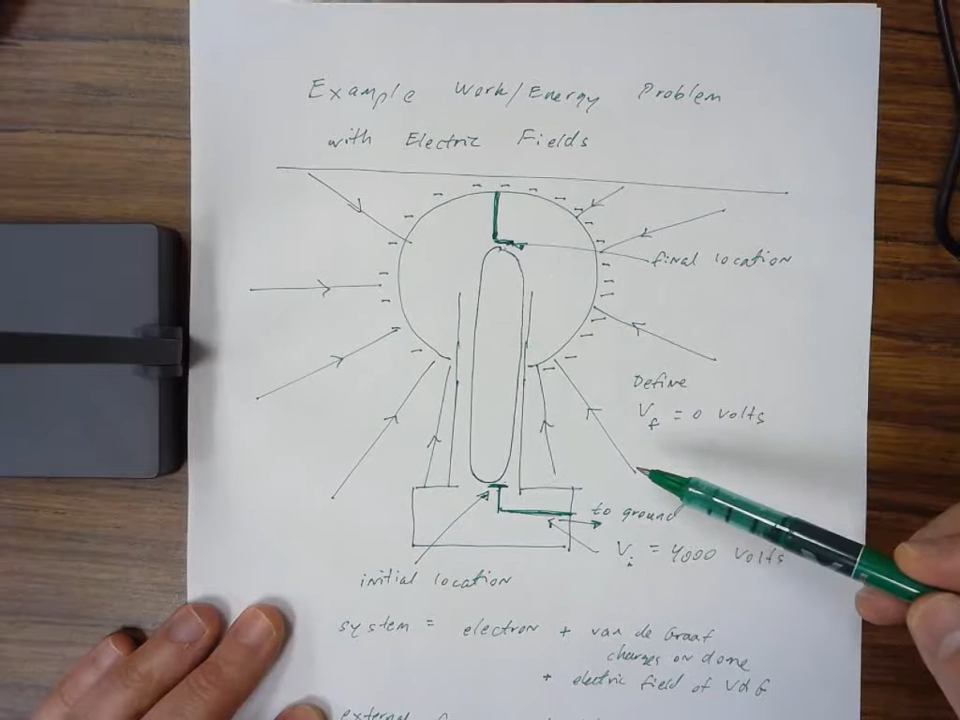 Example Work/Energy Problem
with Electric Fields
final location
Define
V_f = 0 volts
to ground
V_i = 4000 volts
initial location
system = electron + van de Graaf
charges on dome
+ electric field of VdG
external